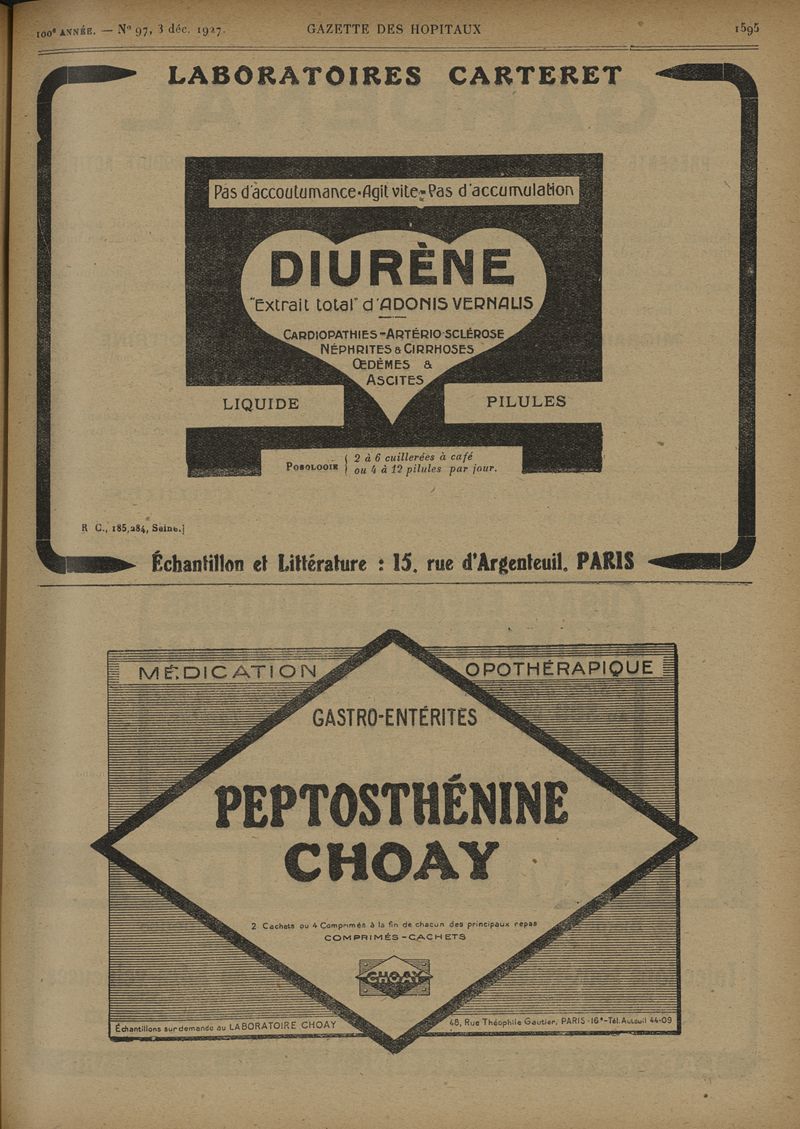 100e ANNÉE. — No 97, 3 déc. 1927.
GAZETTE DES HOPITAUX
1595
LABORATOIRES CARTERET
Pas d'accoutumance·Agit vite·Pas d'accumulation
DIURÈNE
"Extrait total" d'ADONIS VERNALIS
CARDIOPATHIES-ARTÉRIO-SCLÉROSE
NÉPHRITES & CIRRHOSES
ŒDÈMES &
ASCITES
LIQUIDE
PILULES
POSOLOGIE { 2 à 6 cuillerées à café
ou 4 à 12 pilules par jour.
R C., 185,284, Seine.]
Échantillon et Littérature : 15, rue d'Argenteuil, PARIS
MÉDICATION
OPOTHÉRAPIQUE
GASTRO-ENTÉRITES
PEPTOSTHÉNINE
CHOAY
2 Cachets ou 4 Comprimés à la fin de chacun des principaux repas
COMPRIMÉS-CACHETS
CHOAY
Échantillons sur demande au LABORATOIRE CHOAY
48, Rue Théophile Gautier, PARIS-16e-Tél. Auteuil 44-09